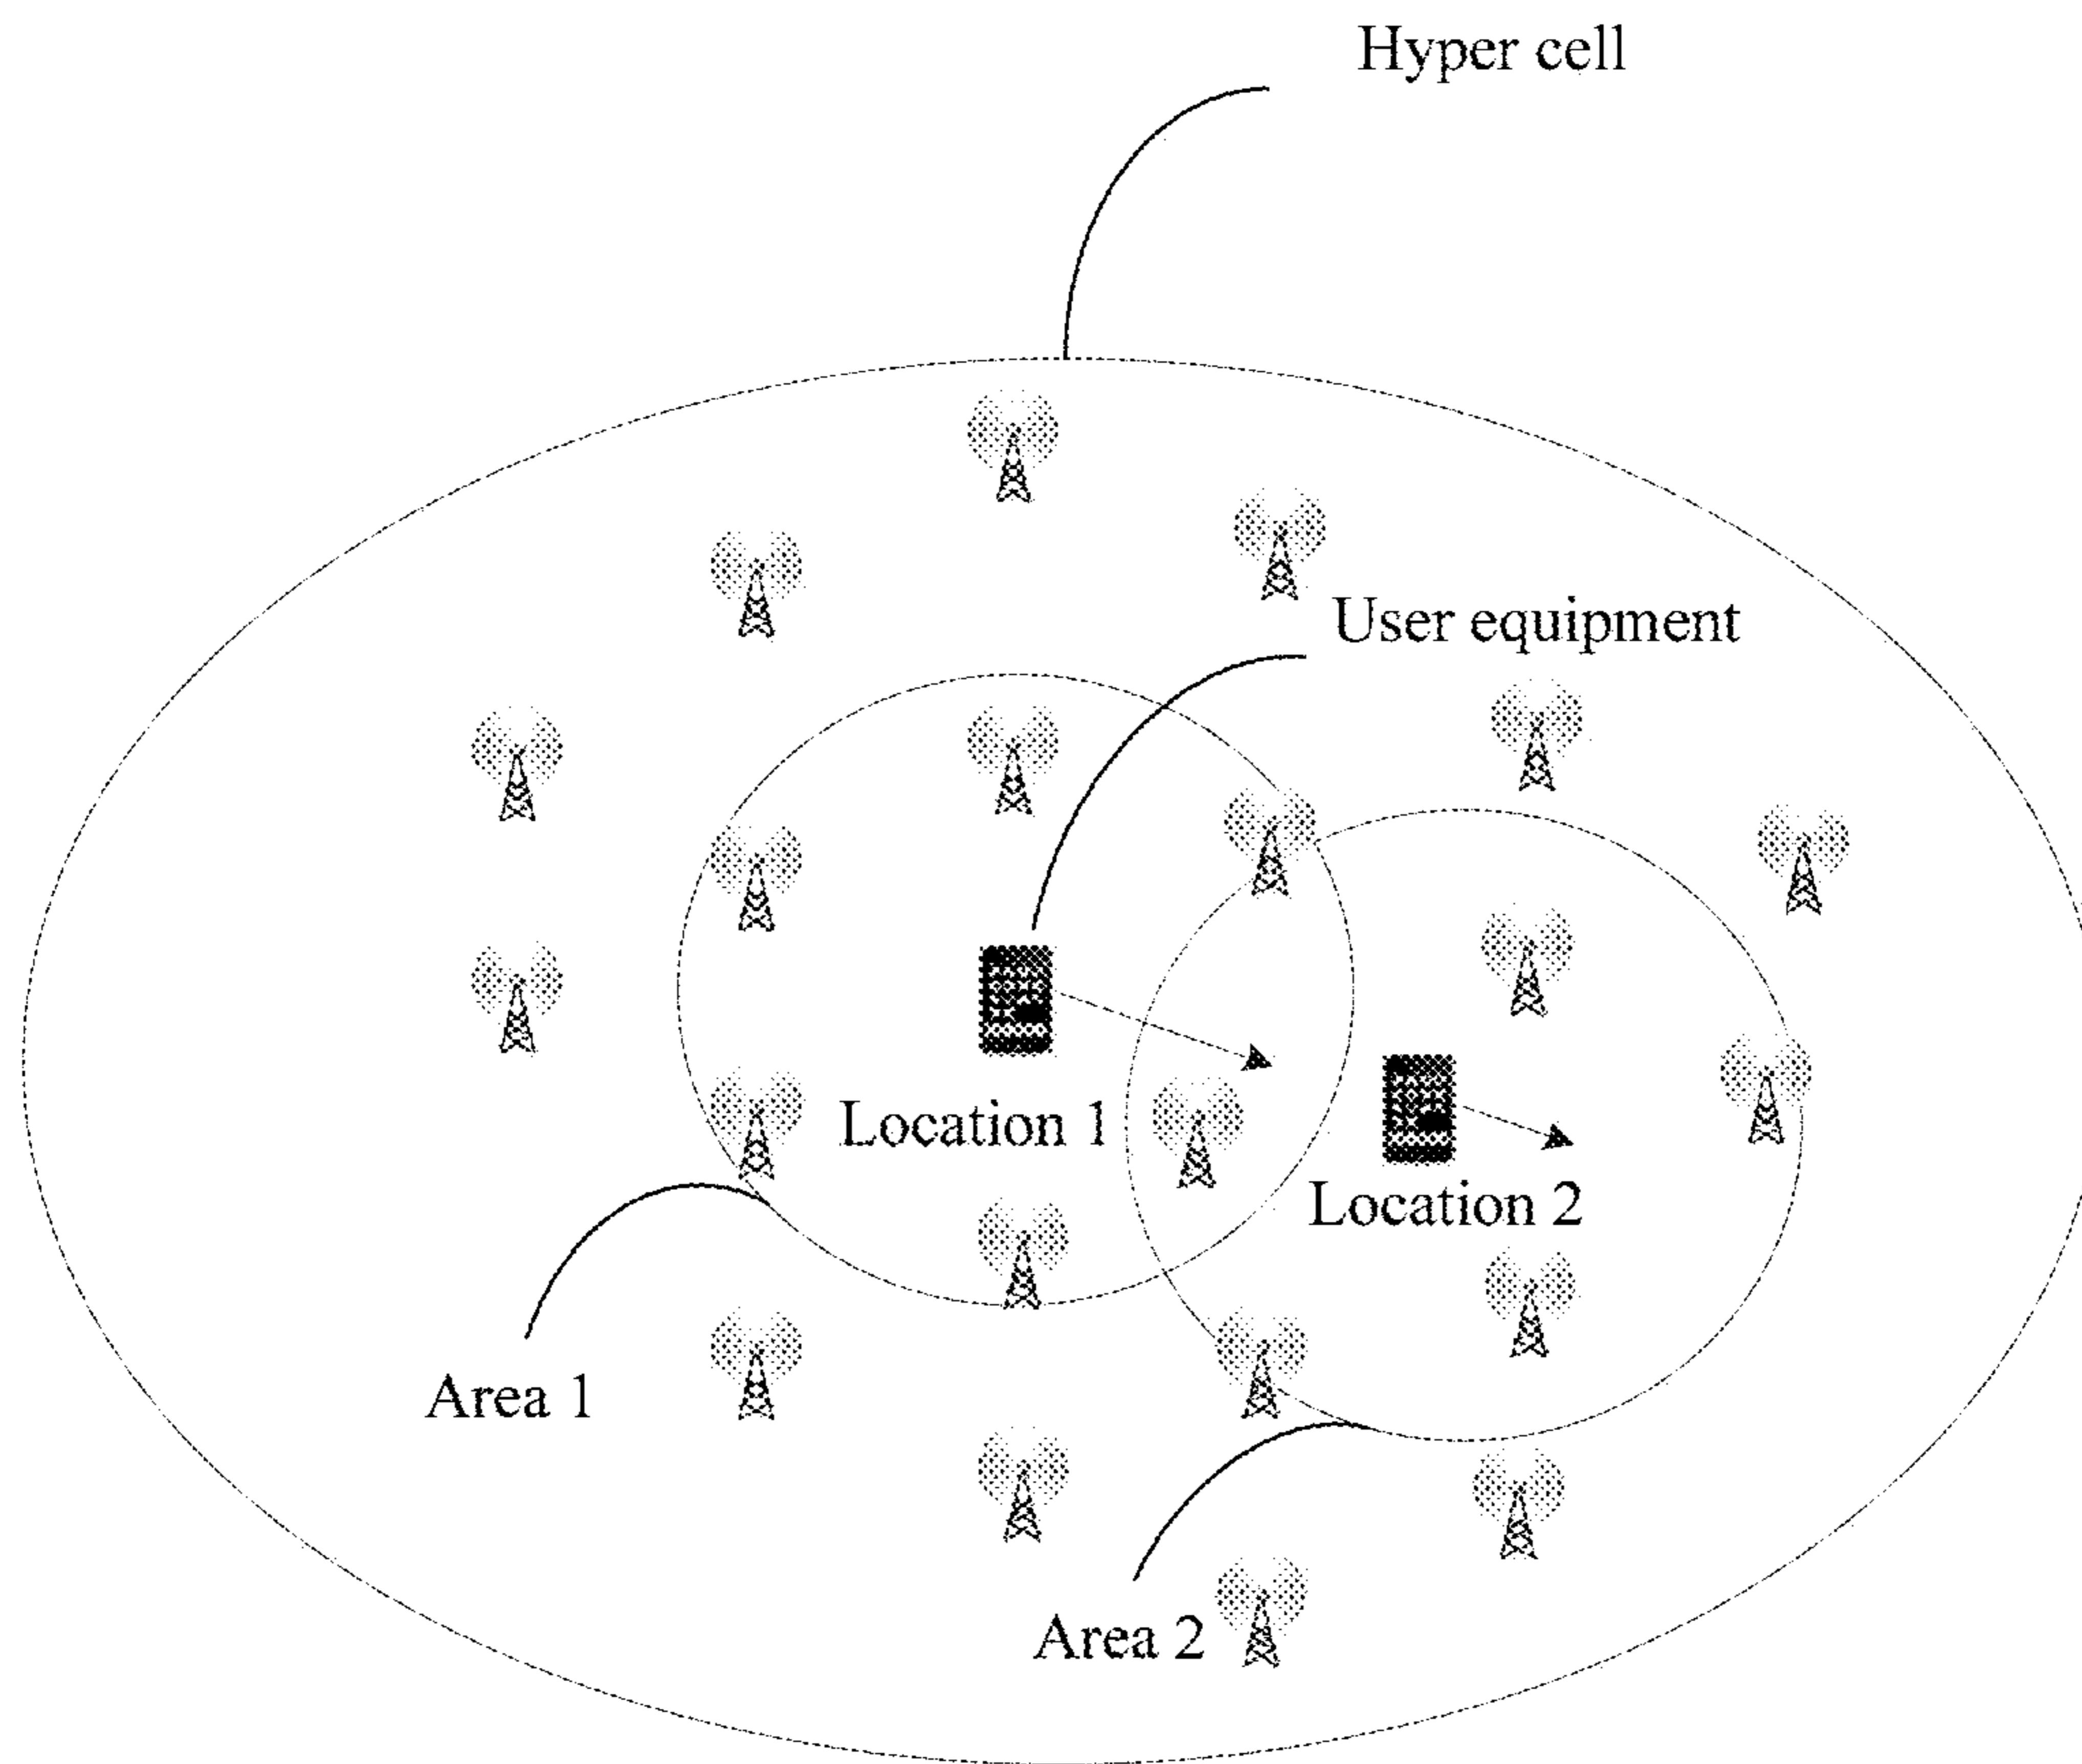 Hyper cell
User equipment
Location 1
Location 2
Area 1
Area 2